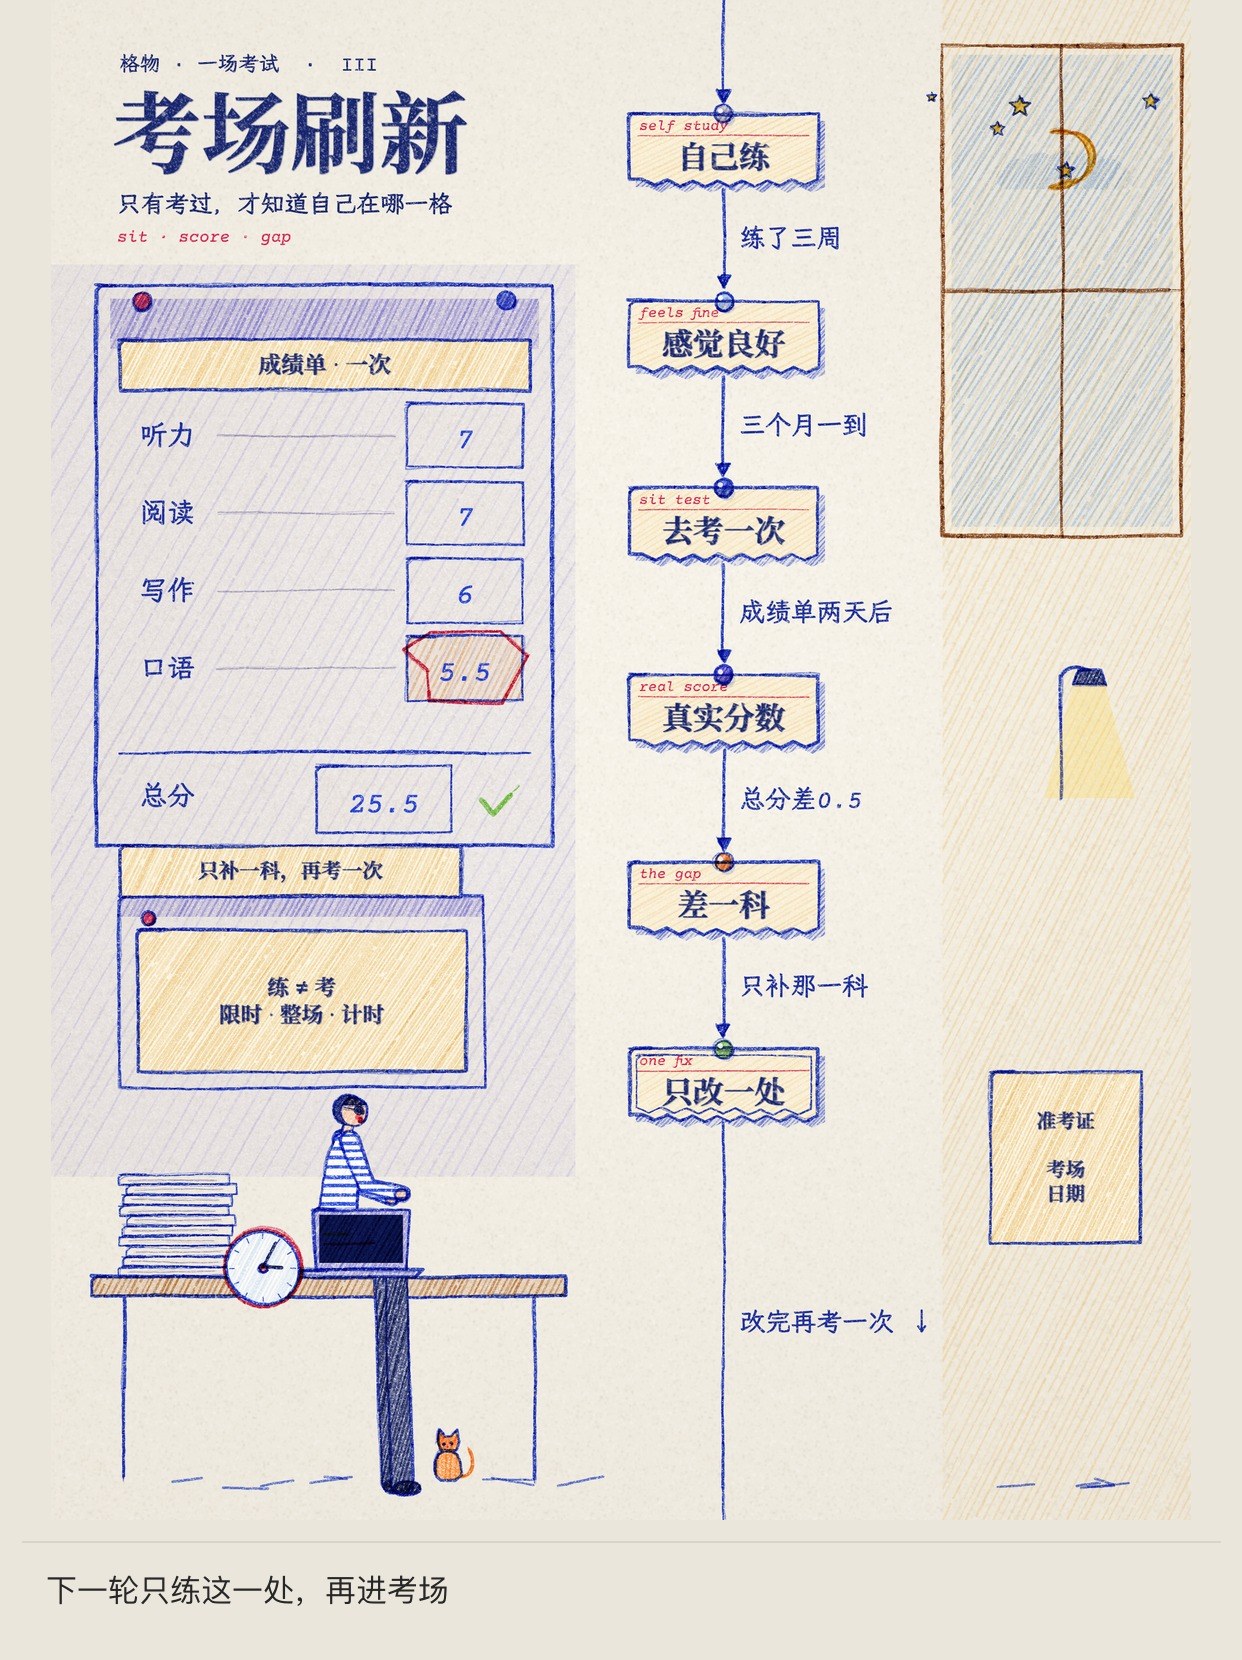 格物 · 一场考试 · III
考场刷新
只有考过，才知道自己在哪一格
sit · score · gap
成绩单 · 一次
听力 7
阅读 7
写作 6
口语 5.5
总分 25.5
只补一科，再考一次
练 ≠ 考
限时 · 整场 · 计时
self study
自己练
练了三周
feels fine
感觉良好
三个月一到
sit test
去考一次
成绩单两天后
real score
真实分数
总分差0.5
the gap
差一科
只补那一科
one fix
只改一处
改完再考一次 ↓
准考证
考场
日期
下一轮只练这一处，再进考场